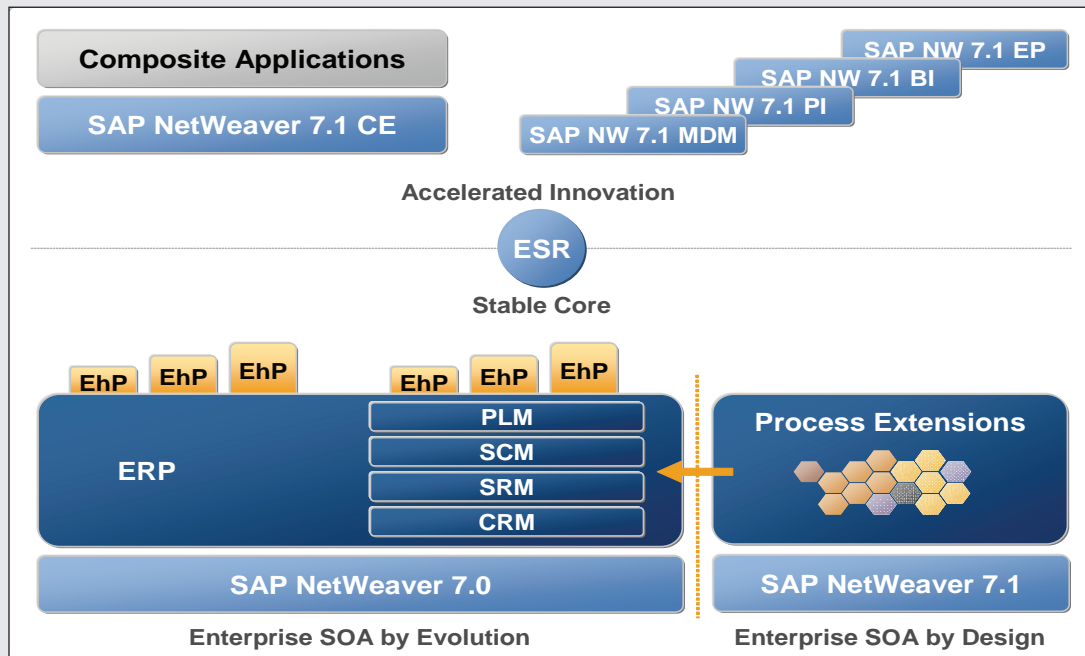 Composite Applications
SAP NetWeaver 7.1 CE
SAP NW 7.1 EP
SAP NW 7.1 BI
SAP NW 7.1 PI
SAP NW 7.1 MDM
Accelerated Innovation
ESR
Stable Core
EhP
EhP
EhP
EhP
EhP
EhP
ERP
PLM
SCM
SRM
CRM
Process Extensions
SAP NetWeaver 7.0
SAP NetWeaver 7.1
Enterprise SOA by Evolution
Enterprise SOA by Design